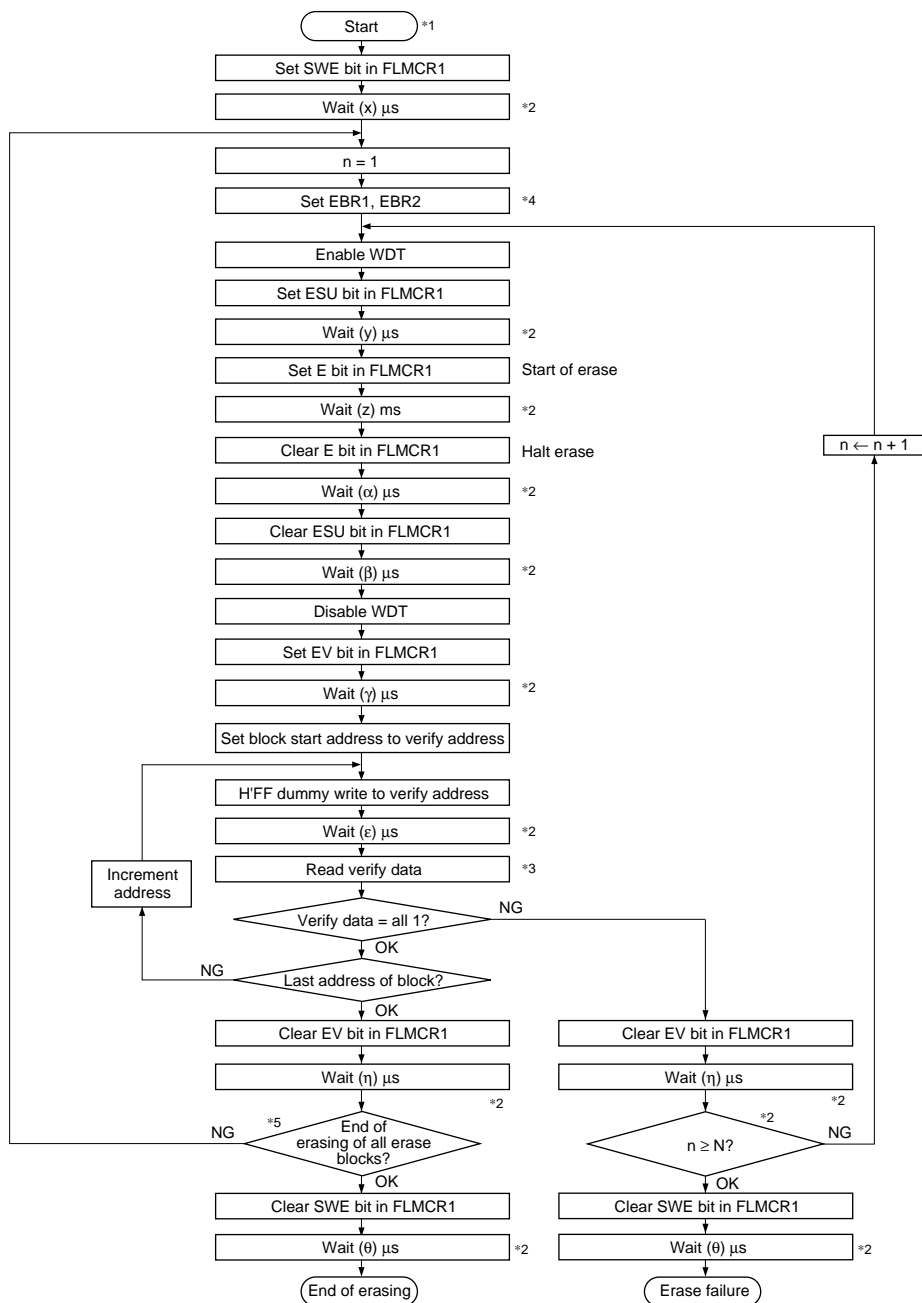 Start
*1
Set SWE bit in FLMCR1
Wait (x) μs
*2
n = 1
Set EBR1, EBR2
*4
Enable WDT
Set ESU bit in FLMCR1
Wait (y) μs
*2
Set E bit in FLMCR1
Start of erase
Wait (z) ms
*2
Clear E bit in FLMCR1
Halt erase
n ← n + 1
Wait (α) μs
*2
Clear ESU bit in FLMCR1
Wait (β) μs
*2
Disable WDT
Set EV bit in FLMCR1
Wait (γ) μs
*2
Set block start address to verify address
H'FF dummy write to verify address
Wait (ε) μs
*2
Increment
address
Read verify data
*3
Verify data = all 1?
NG
OK
NG
Last address of block?
OK
Clear EV bit in FLMCR1
Clear EV bit in FLMCR1
Wait (η) μs
*2
Wait (η) μs
*2
NG
*5
End of
erasing of all erase
blocks?
*2
n ≥ N?
NG
OK
OK
Clear SWE bit in FLMCR1
Clear SWE bit in FLMCR1
Wait (θ) μs
*2
Wait (θ) μs
*2
End of erasing
Erase failure